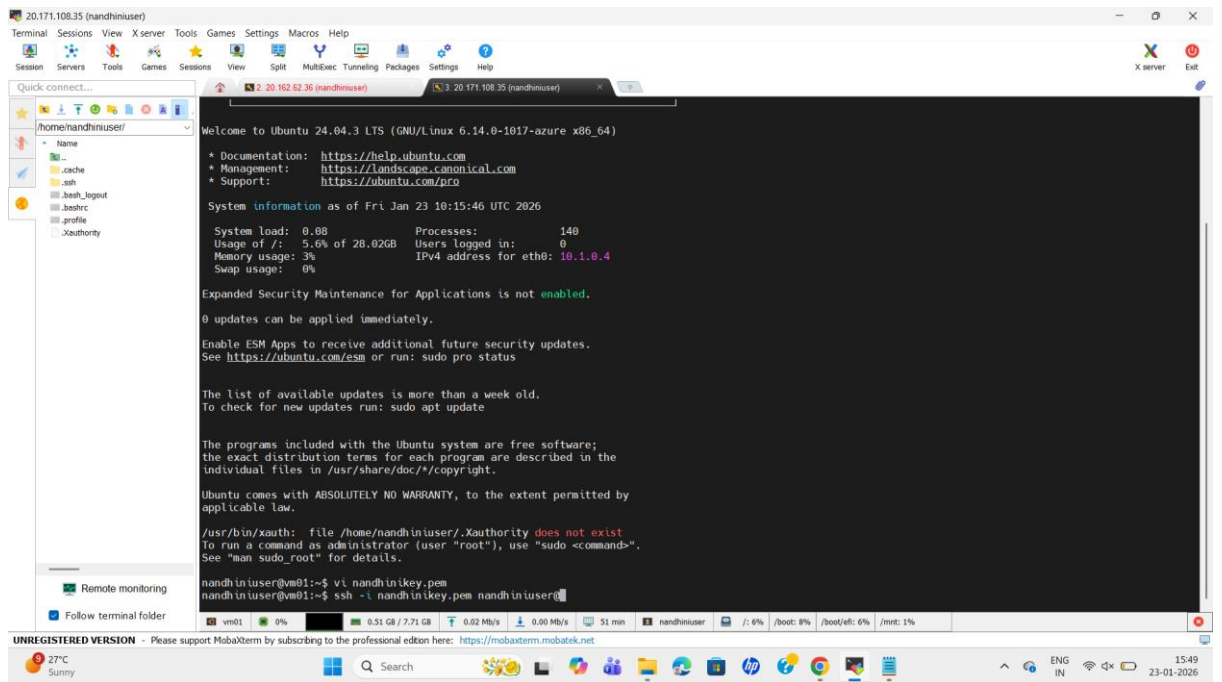 20.171.108.35 (nandhiniuser)
Terminal Sessions View X server Tools Games Settings Macros Help
Session Servers Tools Games Sessions View Split MultiExec Tunneling Packages Settings Help X server Exit
Quick connect...
2. 20.162.62.36 (nandhiniuser)
3. 20.171.108.35 (nandhiniuser)
/home/nandhiniuser/
Name
..
.cache
.ssh
.bash_logout
.bashrc
.profile
.Xauthority
Remote monitoring
Follow terminal folder
Welcome to Ubuntu 24.04.3 LTS (GNU/Linux 6.14.0-1017-azure x86_64)
* Documentation: https://help.ubuntu.com
* Management: https://landscape.canonical.com
* Support: https://ubuntu.com/pro
System information as of Fri Jan 23 10:15:46 UTC 2026
System load: 0.08 Processes: 140
Usage of /: 5.6% of 28.02GB Users logged in: 0
Memory usage: 3% IPv4 address for eth0: 10.1.0.4
Swap usage: 0%
Expanded Security Maintenance for Applications is not enabled.
0 updates can be applied immediately.
Enable ESM Apps to receive additional future security updates.
See https://ubuntu.com/esm or run: sudo pro status
The list of available updates is more than a week old.
To check for new updates run: sudo apt update
The programs included with the Ubuntu system are free software;
the exact distribution terms for each program are described in the
individual files in /usr/share/doc/*/copyright.
Ubuntu comes with ABSOLUTELY NO WARRANTY, to the extent permitted by
applicable law.
/usr/bin/xauth: file /home/nandhiniuser/.Xauthority does not exist
To run a command as administrator (user "root"), use "sudo <command>".
See "man sudo_root" for details.
nandhiniuser@vm01:~$ vi nandhinikey.pem
nandhiniuser@vm01:~$ ssh -i nandhinikey.pem nandhiniuser@
vm01 0% 0.51 GB / 7.71 GB 0.02 Mb/s 0.00 Mb/s 51 min nandhiniuser /: 6% /boot: 8% /boot/efi: 6% /mnt: 1%
UNREGISTERED VERSION - Please support MobaXterm by subscribing to the professional edition here: https://mobaxterm.mobatek.net
9
27°C
Sunny
Search
ENG
IN
15:49
23-01-2026